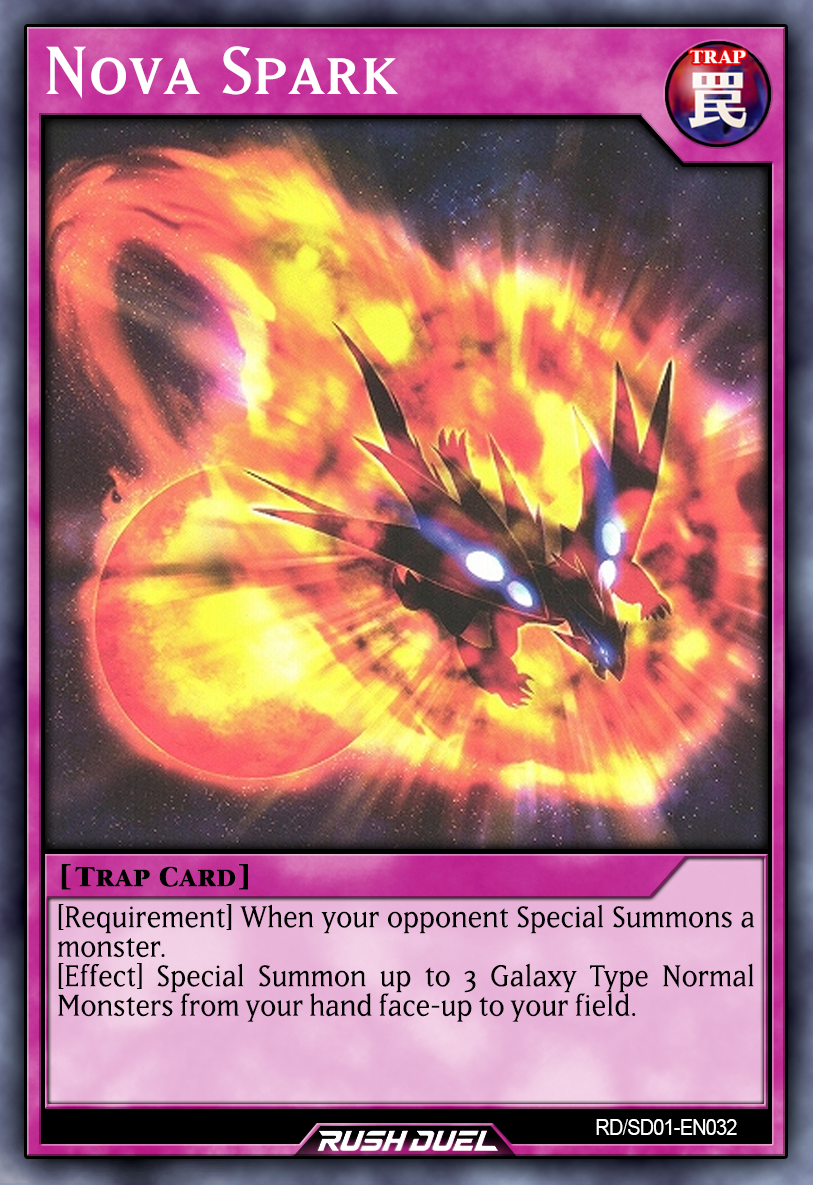 Nova Spark
TRAP
罠
[Trap Card]
[Requirement] When your opponent Special Summons a
monster.
[Effect] Special Summon up to 3 Galaxy Type Normal
Monsters from your hand face-up to your field.
RD/SD01-EN032
RUSH DUEL